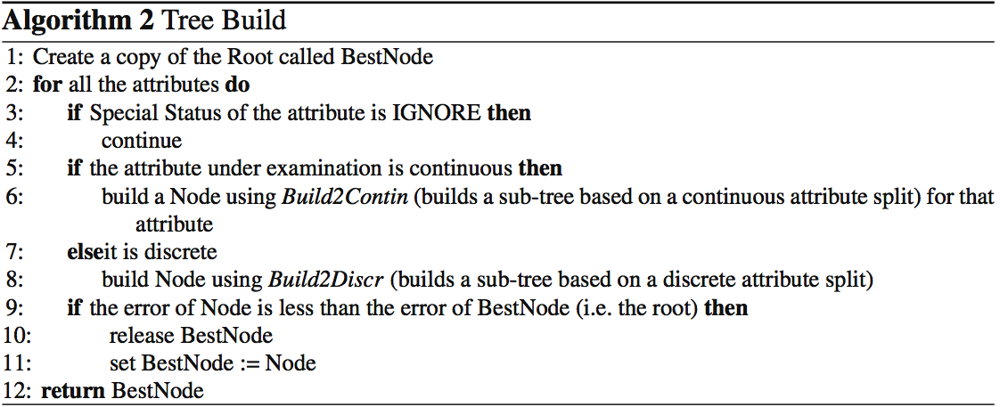 Algorithm 2 Tree Build
1: Create a copy of the Root called BestNode
2: for all the attributes do
3: if Special Status of the attribute is IGNORE then
4: continue
5: if the attribute under examination is continuous then
6: build a Node using Build2Contin (builds a sub-tree based on a continuous attribute split) for that
attribute
7: elseit is discrete
8: build Node using Build2Discr (builds a sub-tree based on a discrete attribute split)
9: if the error of Node is less than the error of BestNode (i.e. the root) then
10: release BestNode
11: set BestNode := Node
12: return BestNode